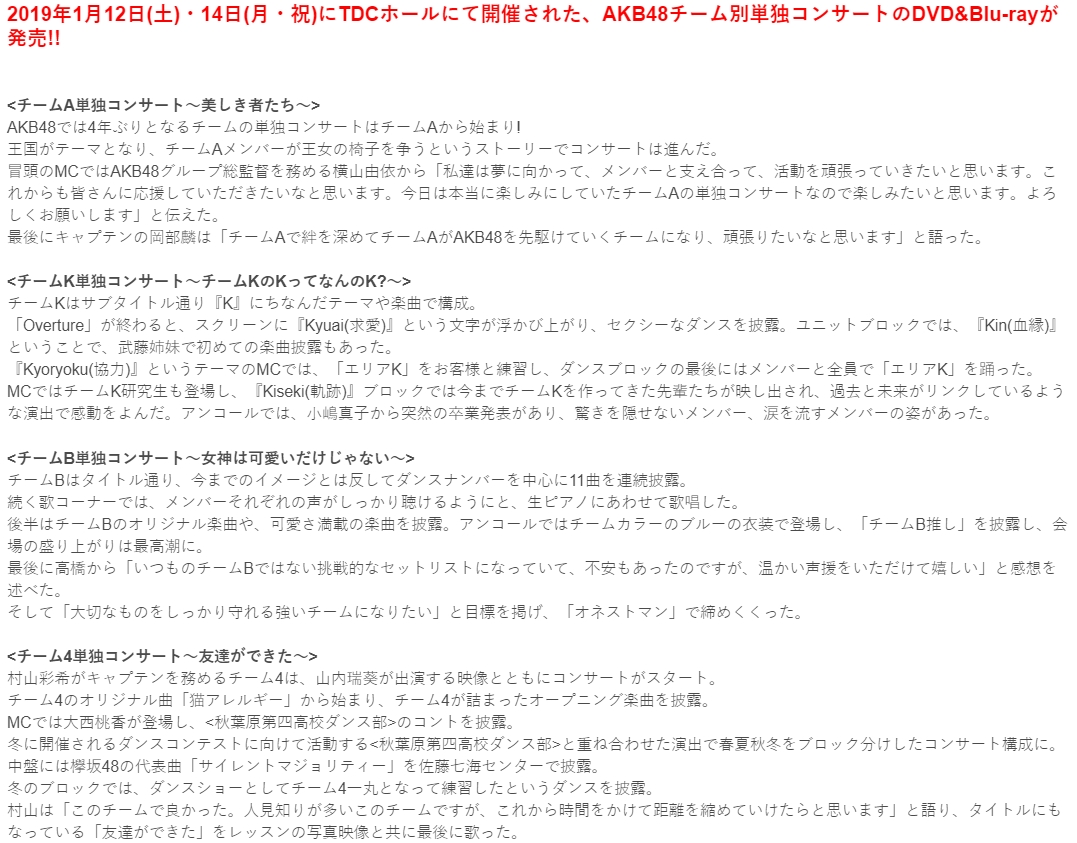 2019年1月12日(土)・14日(月・祝)にTDCホールにて開催された、AKB48チーム別単独コンサートのDVD&Blu-rayが
発売!!
<チームA単独コンサート～美しき者たち～>
AKB48では4年ぶりとなるチームの単独コンサートはチームAから始まり!
王国がテーマとなり、チームAメンバーが王女の椅子を争うというストーリーでコンサートは進んだ。
冒頭のMCではAKB48グループ総監督を務める横山由依から「私達は夢に向かって、メンバーと支え合って、活動を頑張っていきたいと思います。こ
れからも皆さんに応援していただきたいなと思います。今日は本当に楽しみにしていたチームAの単独コンサートなので楽しみたいと思います。よろ
しくお願いします」と伝えた。
最後にキャプテンの岡部麟は「チームAで絆を深めてチームAがAKB48を先駆けていくチームになり、頑張りたいなと思います」と語った。
<チームK単独コンサート～チームKのKってなんのK?～>
チームKはサブタイトル通り『K』にちなんだテーマや楽曲で構成。
「Overture」が終わると、スクリーンに『Kyuai(求愛)』という文字が浮かび上がり、セクシーなダンスを披露。ユニットブロックでは、『Kin(血縁)』
ということで、武藤姉妹で初めての楽曲披露もあった。
『Kyoryoku(協力)』というテーマのMCでは、「エリアK」をお客様と練習し、ダンスブロックの最後にはメンバーと全員で「エリアK」を踊った。
MCではチームK研究生も登場し、『Kiseki(軌跡)』ブロックでは今までチームKを作ってきた先輩たちが映し出され、過去と未来がリンクしているよう
な演出で感動をよんだ。アンコールでは、小嶋真子から突然の卒業発表があり、驚きを隠せないメンバー、涙を流すメンバーの姿があった。
<チームB単独コンサート～女神は可愛いだけじゃない～>
チームBはタイトル通り、今までのイメージとは反してダンスナンバーを中心に11曲を連続披露。
続く歌コーナーでは、メンバーそれぞれの声がしっかり聴けるようにと、生ピアノにあわせて歌唱した。
後半はチームBのオリジナル楽曲や、可愛さ満載の楽曲を披露。アンコールではチームカラーのブルーの衣装で登場し、「チームB推し」を披露し、会
場の盛り上がりは最高潮に。
最後に高橋から「いつものチームBではない挑戦的なセットリストになっていて、不安もあったのですが、温かい声援をいただけて嬉しい」と感想を
述べた。
そして「大切なものをしっかり守れる強いチームになりたい」と目標を掲げ、「オネストマン」で締めくくった。
<チーム4単独コンサート～友達ができた～>
村山彩希がキャプテンを務めるチーム4は、山内瑞葵が出演する映像とともにコンサートがスタート。
チーム4のオリジナル曲「猫アレルギー」から始まり、チーム4が詰まったオープニング楽曲を披露。
MCでは大西桃香が登場し、<秋葉原第四高校ダンス部>のコントを披露。
冬に開催されるダンスコンテストに向けて活動する<秋葉原第四高校ダンス部>と重ね合わせた演出で春夏秋冬をブロック分けしたコンサート構成に。
中盤には欅坂48の代表曲「サイレントマジョリティー」を佐藤七海センターで披露。
冬のブロックでは、ダンスショーとしてチーム4一丸となって練習したというダンスを披露。
村山は「このチームで良かった。人見知りが多いこのチームですが、これから時間をかけて距離を縮めていけたらと思います」と語り、タイトルにも
なっている「友達ができた」をレッスンの写真映像と共に最後に歌った。